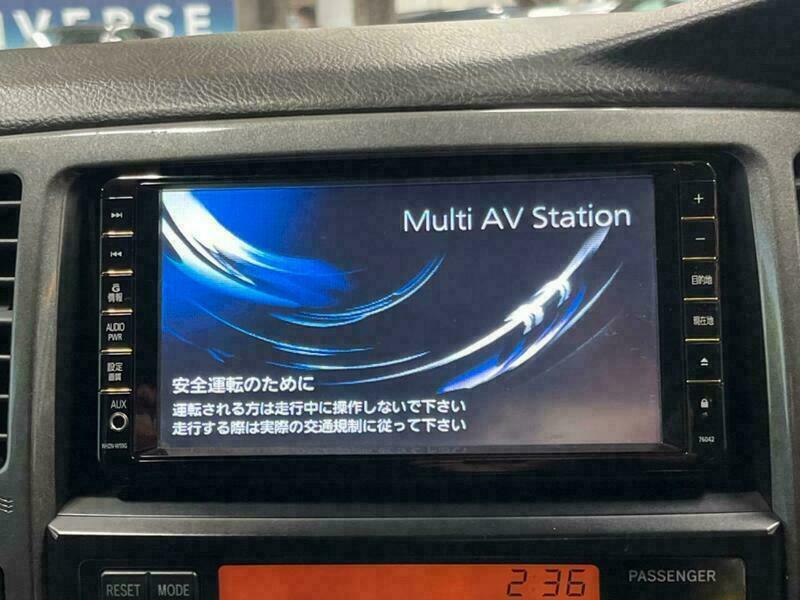 VERSE
Multi AV Station
安全運転のために
運転される方は走行中に操作しないで下さい
走行する際は実際の交通規制に従って下さい
情報
AUDIO
PWR
設定
画質
AUX
+
−
目的地
現在地
76042
RESET
MODE
2:36
PASSENGER